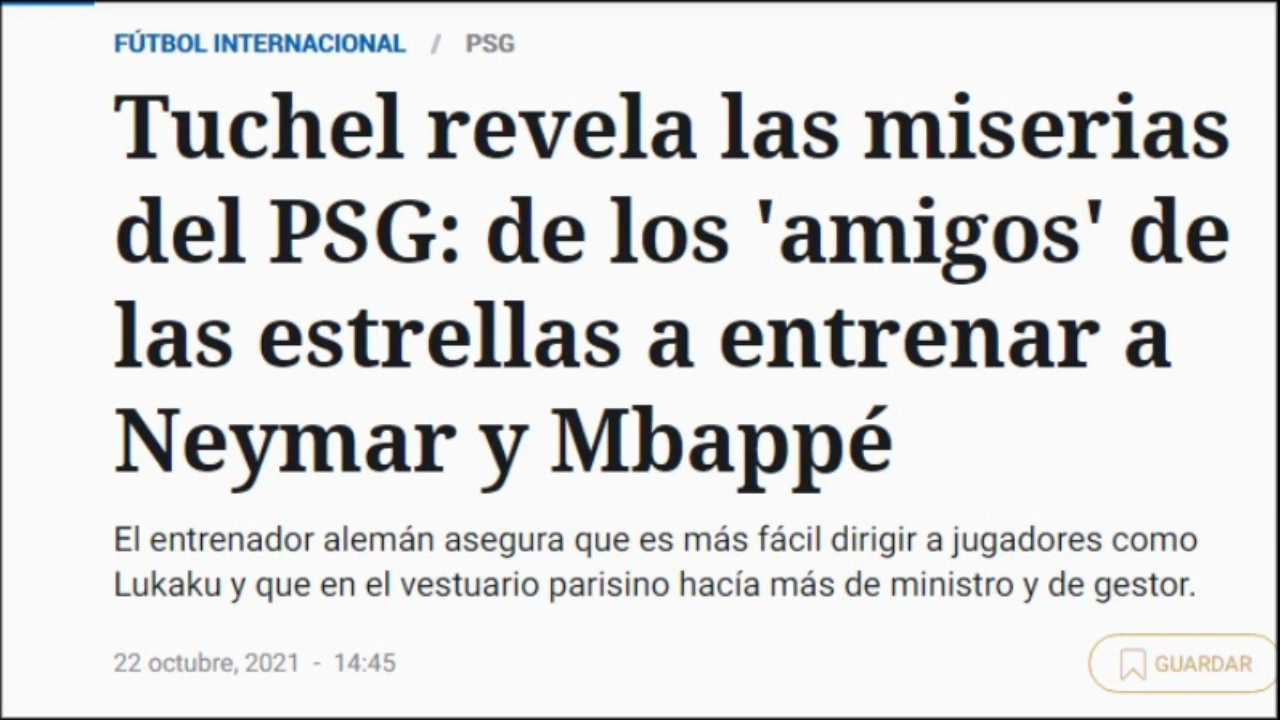 FÚTBOL INTERNACIONAL / PSG
Tuchel revela las miserias
del PSG: de los 'amigos' de
las estrellas a entrenar a
Neymar y Mbappé
El entrenador alemán asegura que es más fácil dirigir a jugadores como
Lukaku y que en el vestuario parisino hacía más de ministro y de gestor.
22 octubre, 2021 - 14:45
GUARDAR